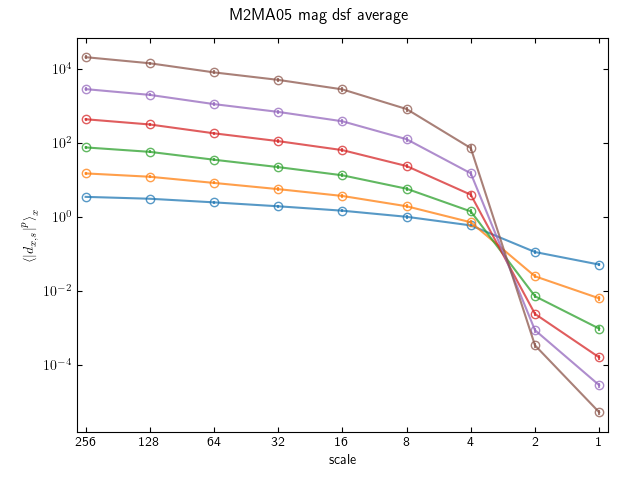 M2MA05 mag dsf average
⟨|d_{x,s}|^p⟩_x
10^4
10^2
10^0
10^{-2}
10^{-4}
256 128 64 32 16 8 4 2 1
scale